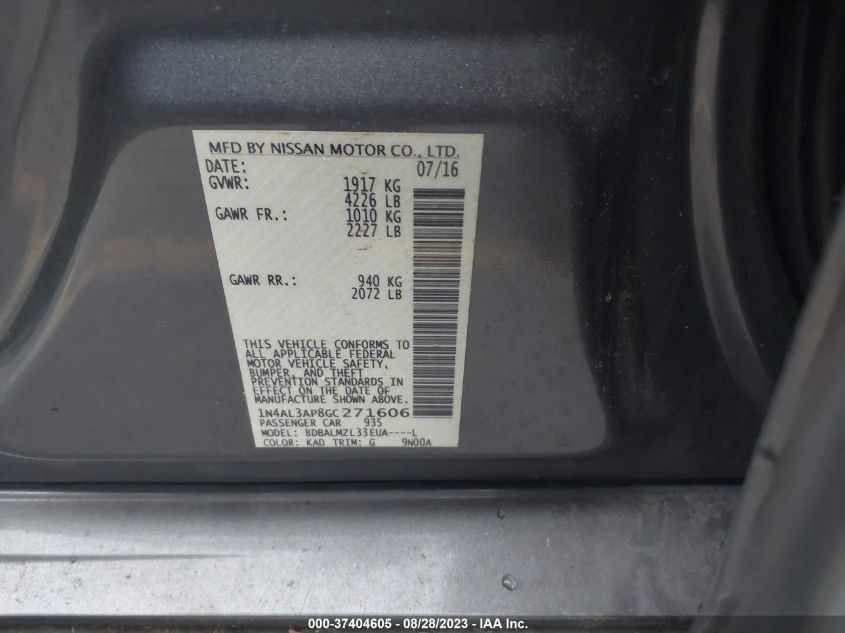 MFD BY NISSAN MOTOR CO., LTD.
DATE: 07/16
GVWR: 1917 KG
4226 LB
GAWR FR.: 1010 KG
2227 LB
GAWR RR.: 940 KG
2072 LB
THIS VEHICLE CONFORMS TO
ALL APPLICABLE FEDERAL
MOTOR VEHICLE SAFETY,
BUMPER, AND THEFT
PREVENTION STANDARDS IN
EFFECT ON THE DATE OF
MANUFACTURE SHOWN ABOVE.
1N4AL3AP8GC271606
PASSENGER CAR 935
MODEL: BDBALMZL33EUA----L
COLOR: KAD TRIM: G 9N00A
000-37404605 - 08/28/2023 - IAA Inc.